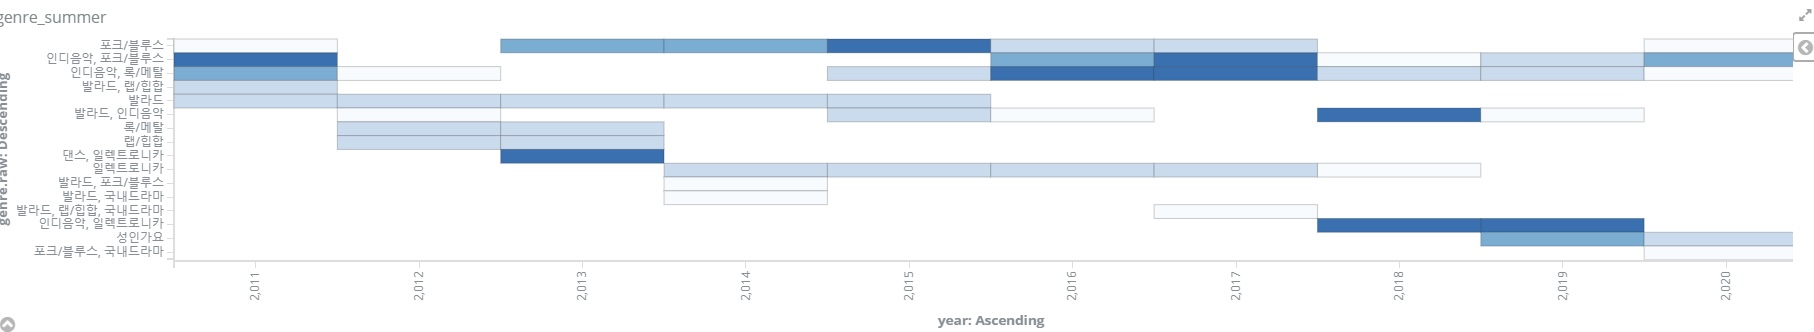 genre_summer
genre.raw: Descending
포크/블루스
인디음악, 포크/블루스
인디음악, 록/메탈
발라드, 랩/힙합
발라드
발라드, 인디음악
록/메탈
랩/힙합
댄스, 일렉트로니카
일렉트로니카
발라드, 포크/블루스
발라드, 국내드라마
발라드, 랩/힙합, 국내드라마
인디음악, 일렉트로니카
성인가요
포크/블루스, 국내드라마
2,011
2,012
2,013
2,014
2,015
2,016
2,017
2,018
2,019
2,020
year: Ascending